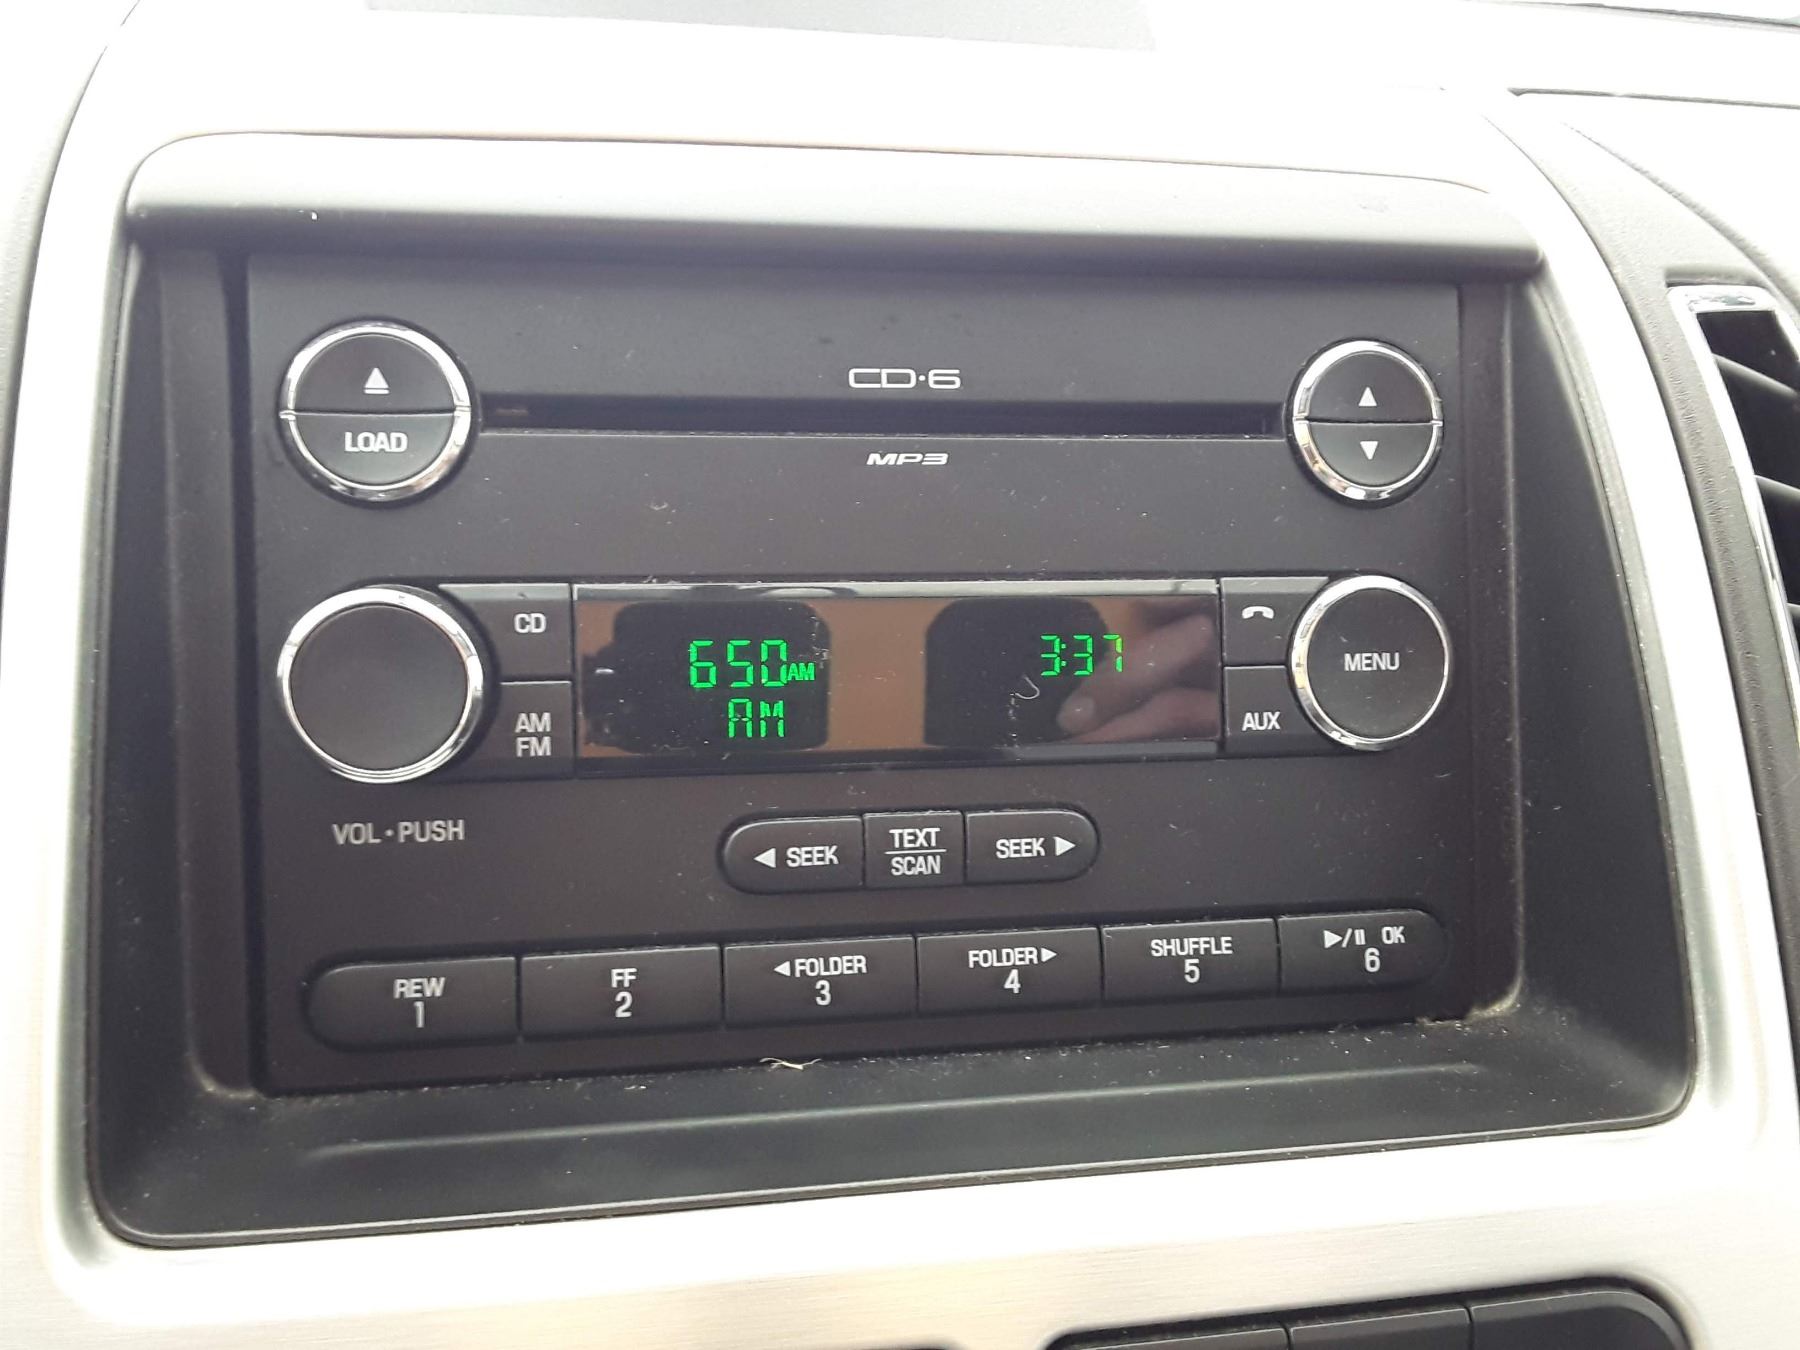 CD·6
LOAD
MP3
CD
650AM
3:37
MENU
AM
AM
FM
AUX
VOL·PUSH
◀ SEEK
TEXT
SCAN
SEEK ▶
REW
1
FF
2
◀FOLDER
3
FOLDER▶
4
SHUFFLE
5
▶/II OK
6